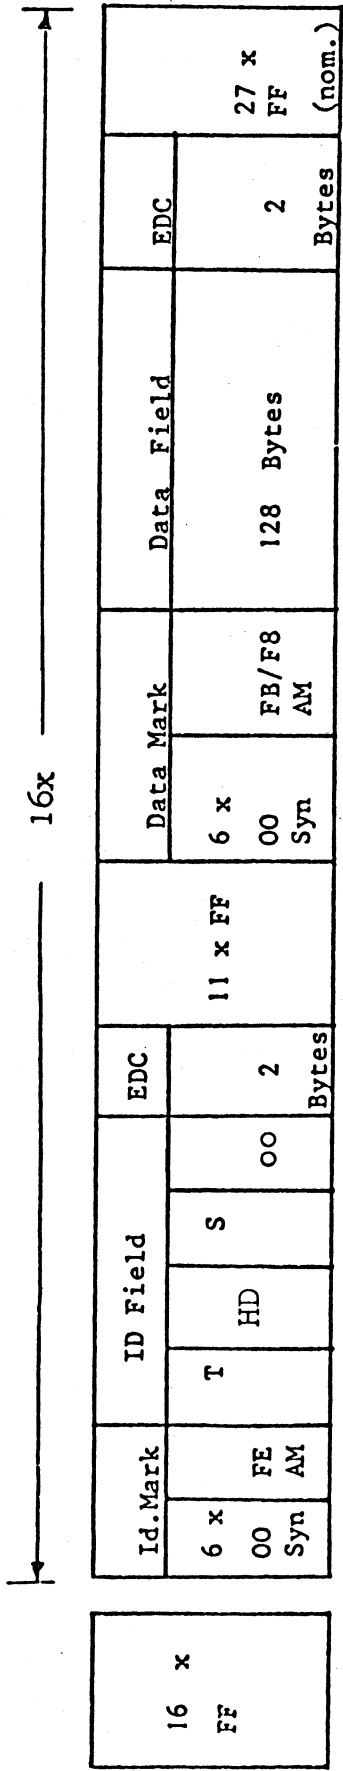 16x
16 x
FF
Id.Mark
6 x
00
Syn
FE
AM
ID Field
T
HD
S
00
EDC
2
Bytes
11 x FF
Data Mark
6 x
00
Syn
FB/F8
AM
Data Field
128 Bytes
EDC
2
Bytes
27 x
FF
(nom.)